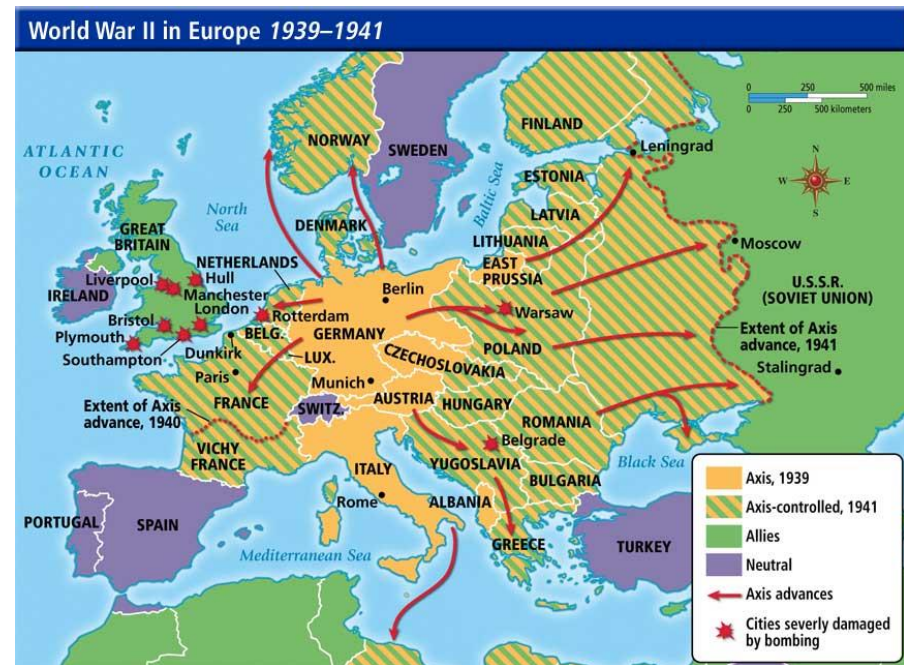 World War II in Europe 1939–1941
0 250 500 miles
0 250 500 kilometers
N
W E
S
ATLANTIC
OCEAN
North
Sea
Baltic Sea
NORWAY
SWEDEN
FINLAND
Leningrad
ESTONIA
LATVIA
LITHUANIA
EAST
PRUSSIA
DENMARK
GREAT
BRITAIN
IRELAND
NETHERLANDS
Liverpool
Hull
Manchester
London
Bristol
Plymouth
Southampton
Rotterdam
BELG.
Dunkirk
LUX.
Paris
Berlin
GERMANY
Warsaw
POLAND
Moscow
U.S.S.R.
(SOVIET UNION)
Extent of Axis
advance, 1941
Stalingrad
CZECHOSLOVAKIA
Munich
AUSTRIA
HUNGARY
FRANCE
SWITZ.
Extent of Axis
advance, 1940
VICHY
FRANCE
ROMANIA
Belgrade
YUGOSLAVIA
BULGARIA
Black Sea
ITALY
Rome
ALBANIA
GREECE
TURKEY
PORTUGAL
SPAIN
Mediterranean Sea
Axis, 1939
Axis-controlled, 1941
Allies
Neutral
Axis advances
Cities severly damaged
by bombing